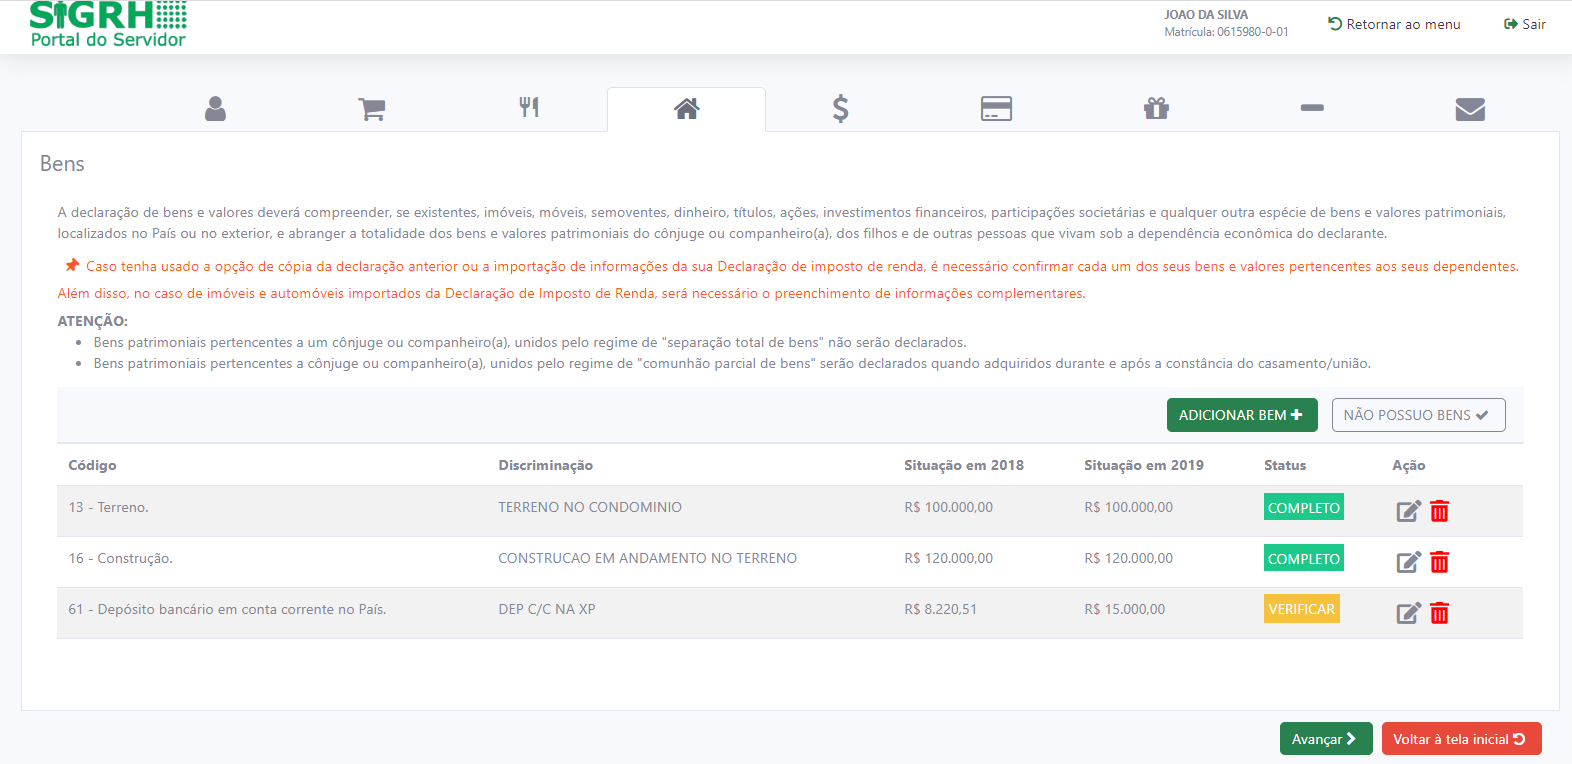 SIGRH
Portal do Servidor
JOAO DA SILVA
Matrícula: 0615980-0-01
Retornar ao menu
Sair
Bens
A declaração de bens e valores deverá compreender, se existentes, imóveis, móveis, semoventes, dinheiro, títulos, ações, investimentos financeiros, participações societárias e qualquer outra espécie de bens e valores patrimoniais,
localizados no País ou no exterior, e abranger a totalidade dos bens e valores patrimoniais do cônjuge ou companheiro(a), dos filhos e de outras pessoas que vivam sob a dependência econômica do declarante.
Caso tenha usado a opção de cópia da declaração anterior ou a importação de informações da sua Declaração de imposto de renda, é necessário confirmar cada um dos seus bens e valores pertencentes aos seus dependentes.
Além disso, no caso de imóveis e automóveis importados da Declaração de Imposto de Renda, será necessário o preenchimento de informações complementares.
ATENÇÃO:
• Bens patrimoniais pertencentes a um cônjuge ou companheiro(a), unidos pelo regime de "separação total de bens" não serão declarados.
• Bens patrimoniais pertencentes a cônjuge ou companheiro(a), unidos pelo regime de "comunhão parcial de bens" serão declarados quando adquiridos durante e após a constância do casamento/união.
ADICIONAR BEM
NÃO POSSUO BENS
Código Discriminação Situação em 2018 Situação em 2019 Status Ação
13 - Terreno. TERRENO NO CONDOMINIO R$ 100.000,00 R$ 100.000,00 COMPLETO
16 - Construção. CONSTRUCAO EM ANDAMENTO NO TERRENO R$ 120.000,00 R$ 120.000,00 COMPLETO
61 - Depósito bancário em conta corrente no País. DEP C/C NA XP R$ 8.220,51 R$ 15.000,00 VERIFICAR
Avançar
Voltar à tela inicial